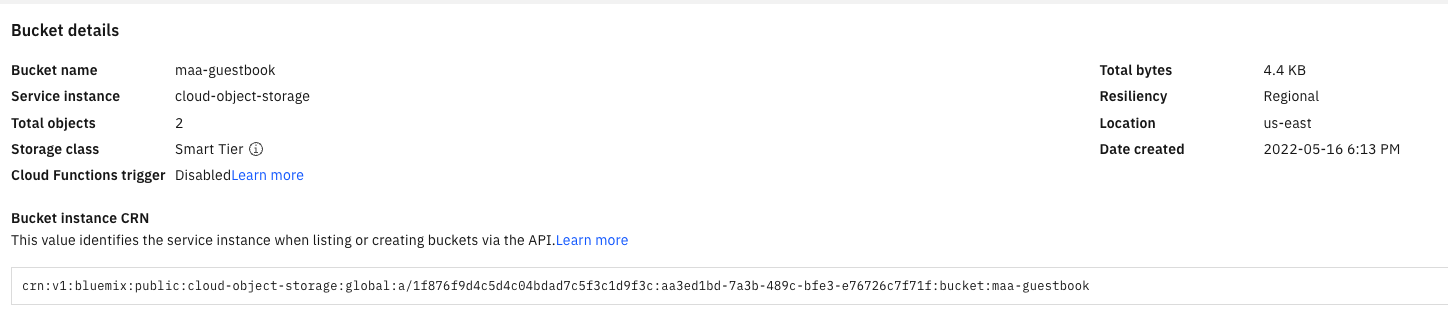 Bucket details
Bucket name maa-guestbook Total bytes 4.4 KB
Service instance cloud-object-storage Resiliency Regional
Total objects 2 Location us-east
Storage class Smart Tier Date created 2022-05-16 6:13 PM
Cloud Functions trigger DisabledLearn more
Bucket instance CRN
This value identifies the service instance when listing or creating buckets via the API.Learn more
crn:v1:bluemix:public:cloud-object-storage:global:a/1f876f9d4c5d4c04bdad7c5f3c1d9f3c:aa3ed1bd-7a3b-489c-bfe3-e76726c7f71f:bucket:maa-guestbook